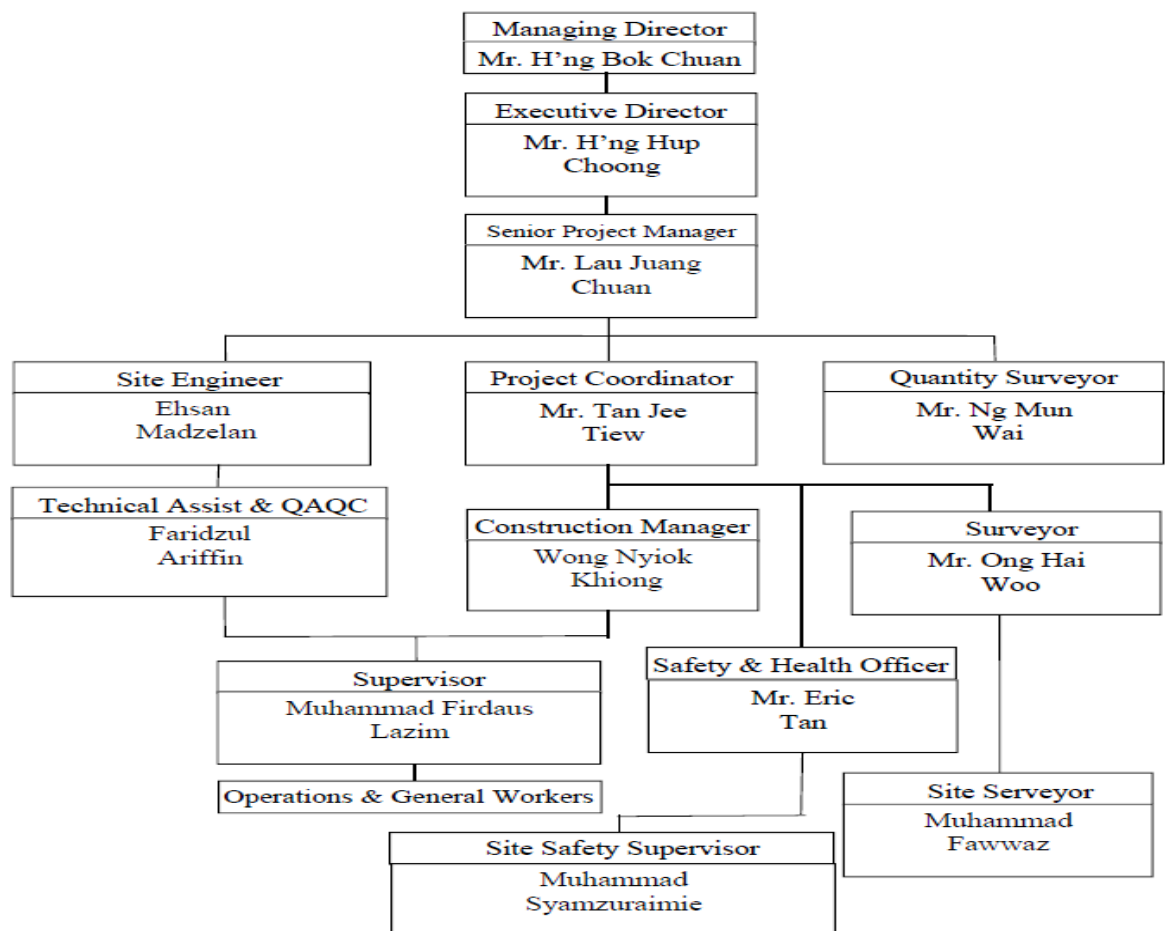 Managing Director
Mr. H'ng Bok Chuan
Executive Director
Mr. H'ng Hup
Choong
Senior Project Manager
Mr. Lau Juang
Chuan
Site Engineer
Ehsan
Madzelan
Project Coordinator
Mr. Tan Jee
Tiew
Quantity Surveyor
Mr. Ng Mun
Wai
Technical Assist & QAQC
Faridzul
Ariffin
Construction Manager
Wong Nyiok
Khiong
Surveyor
Mr. Ong Hai
Woo
Supervisor
Muhammad Firdaus
Lazim
Safety & Health Officer
Mr. Eric
Tan
Operations & General Workers
Site Serveyor
Muhammad
Fawwaz
Site Safety Supervisor
Muhammad
Syamzuraimie